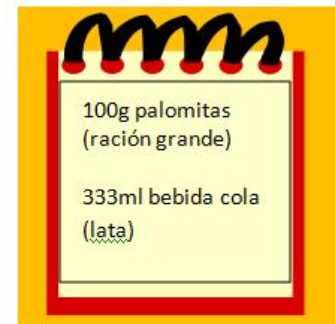 100g palomitas
(ración grande)
333ml bebida cola
(lata)